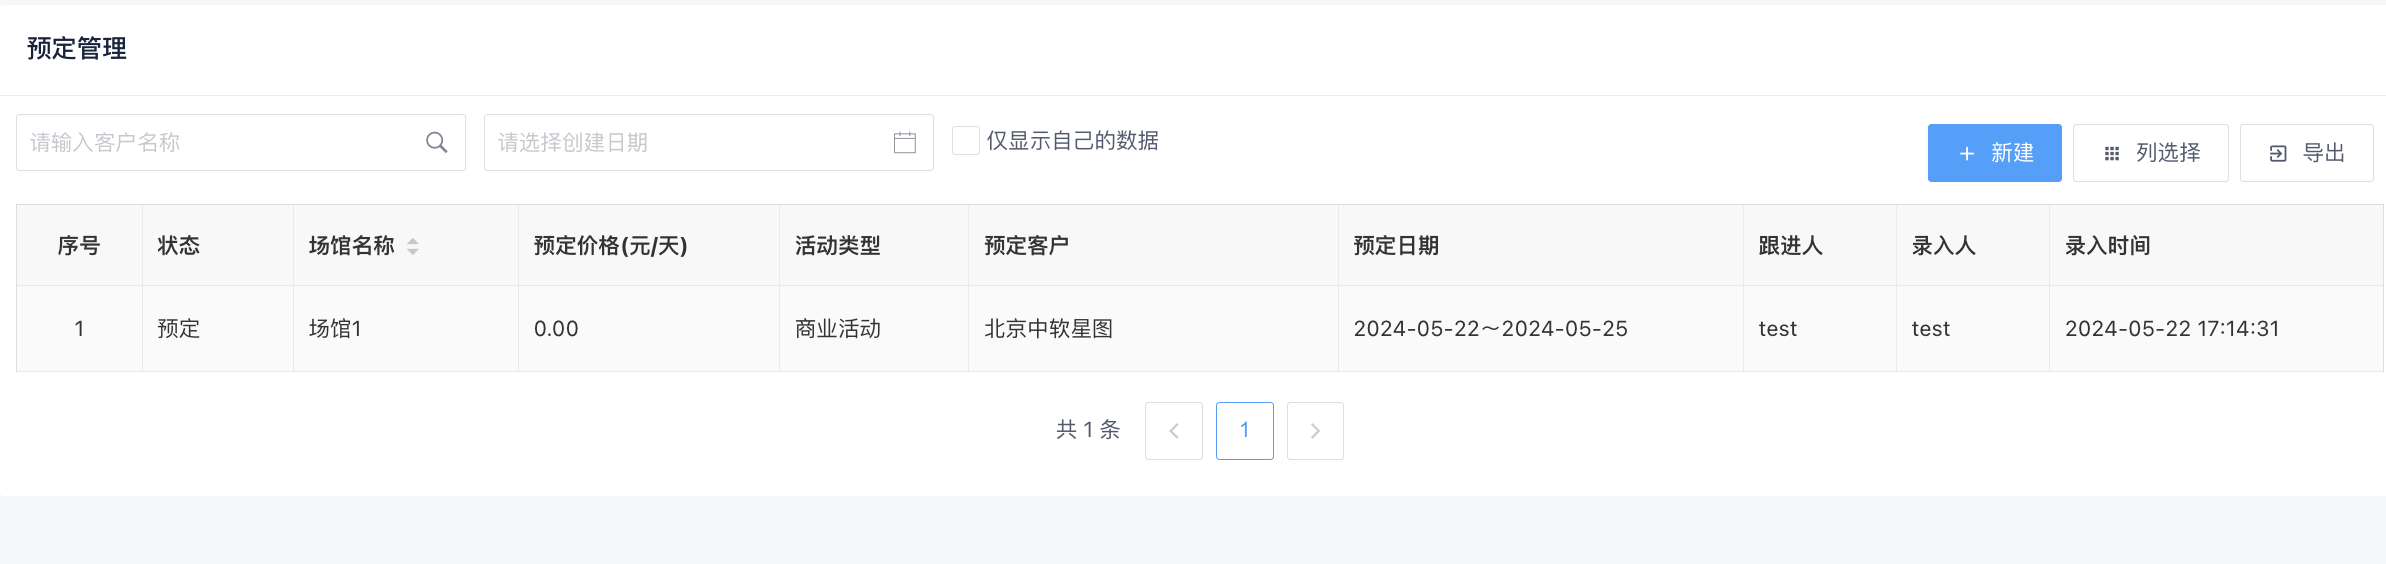 预定管理
请输入客户名称 请选择创建日期 仅显示自己的数据 + 新建 列选择 导出
序号 状态 场馆名称 预定价格(元/天) 活动类型 预定客户 预定日期 跟进人 录入人 录入时间
1 预定 场馆1 0.00 商业活动 北京中软星图 2024-05-22～2024-05-25 test test 2024-05-22 17:14:31
共 1 条 1